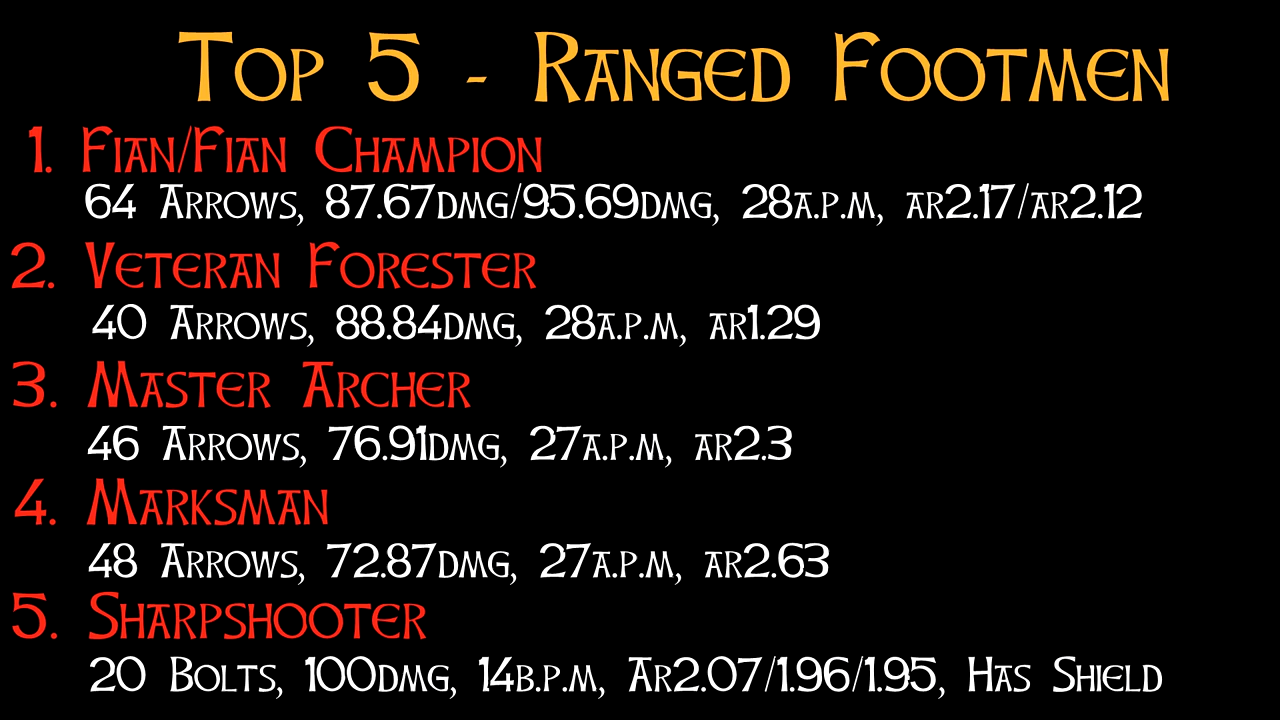 Top 5 - Ranged Footmen
1. Fian/Fian Champion
64 Arrows, 87.67dmg/95.69dmg, 28a.p.m, ar2.17/ar2.12
2. Veteran Forester
40 Arrows, 88.84dmg, 28a.p.m, ar1.29
3. Master Archer
46 Arrows, 76.91dmg, 27a.p.m, ar2.3
4. Marksman
48 Arrows, 72.87dmg, 27a.p.m, ar2.63
5. Sharpshooter
20 Bolts, 100dmg, 14b.p.m, Ar2.07/1.96/1.95, Has Shield